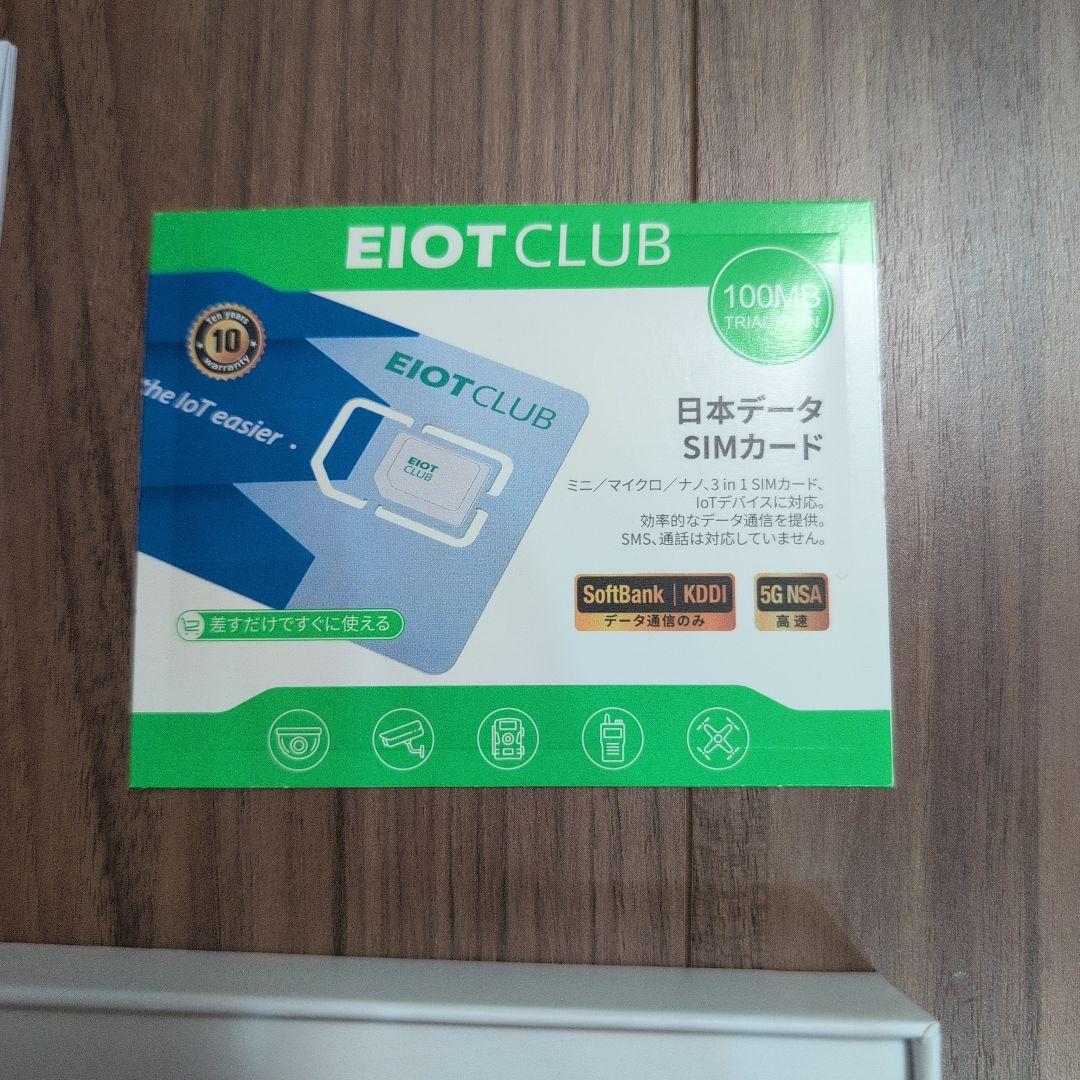 EIOTCLUB
100MB
TRIAL
Ten years
10
warranty
the IoT easier .
EIOTCLUB
EIOT
CLUB
日本データ
SIMカード
ミニ／マイクロ／ナノ、3 in 1 SIMカード、
IoTデバイスに対応。
効率的なデータ通信を提供。
SMS、通話は対応していません。
SoftBank | KDDI
データ通信のみ
5G NSA
高速
差すだけですぐに使える